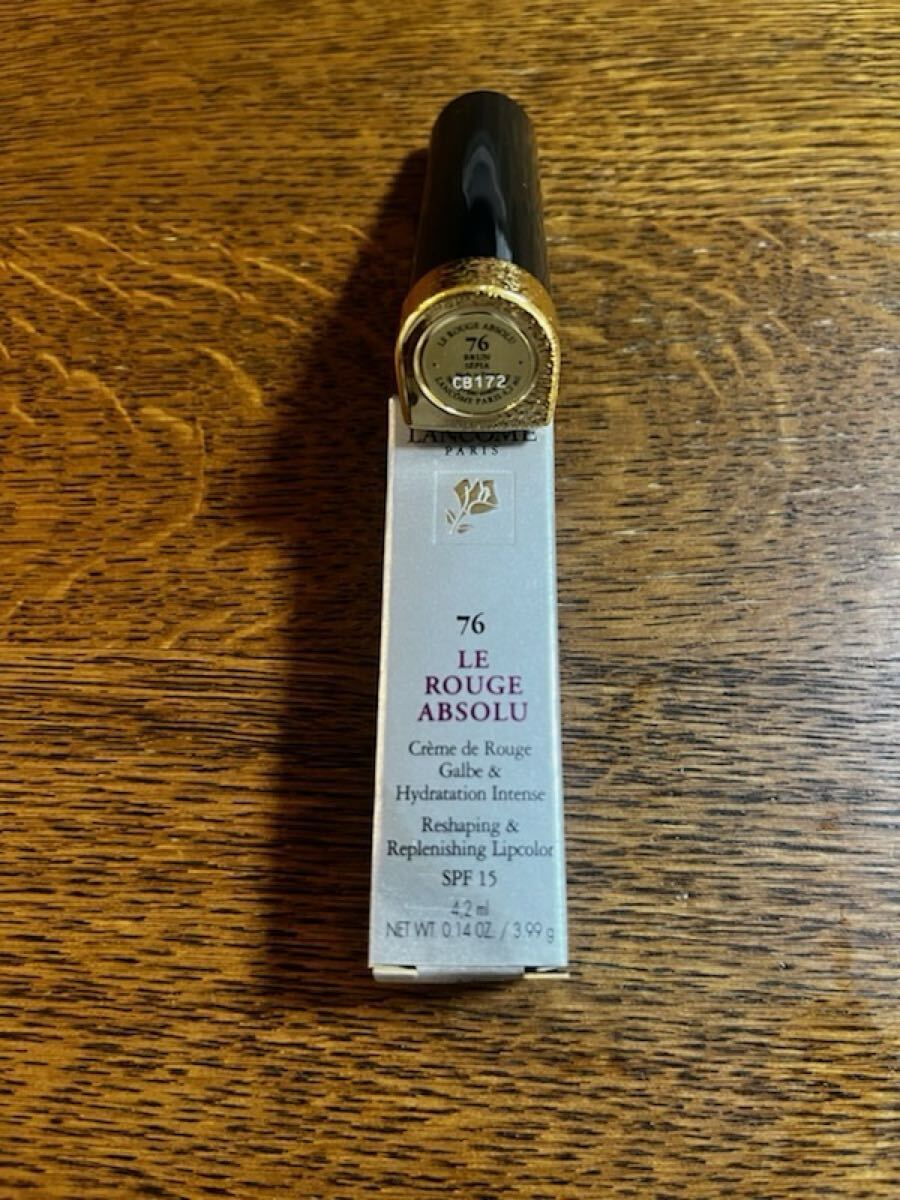 LE ROUGE ABSOLU
76
BRUN
SÉPIA
CB172
LANCÔME PARIS
LANCÔME
PARIS
76
LE
ROUGE
ABSOLU
Crème de Rouge
Galbe &
Hydratation Intense
Reshaping &
Replenishing Lipcolor
SPF 15
4,2 ml
NET WT. 0.14 OZ. / 3.99 g